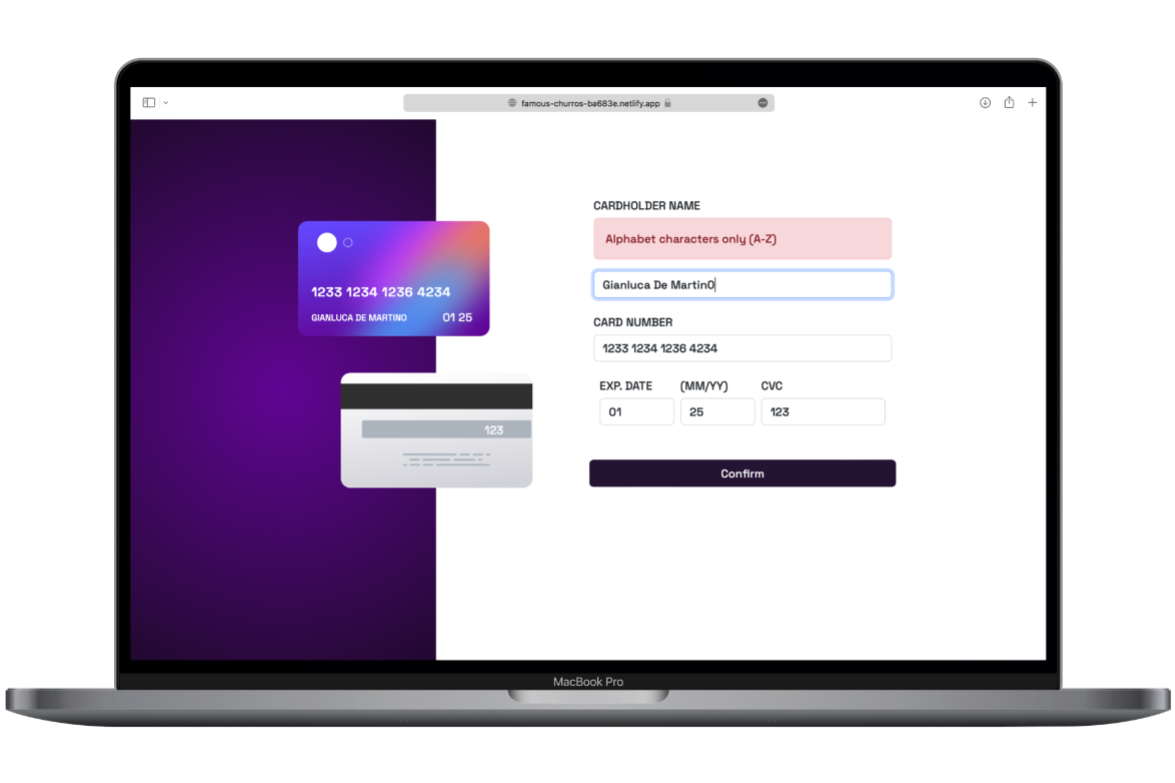 famous-churros-ba683e.netlify.app
1233 1234 1236 4234
GIANLUCA DE MARTINO
01 25
123
CARDHOLDER NAME
Alphabet characters only (A-Z)
Gianluca De Martin0
CARD NUMBER
1233 1234 1236 4234
EXP. DATE (MM/YY) CVC
01 25 123
Confirm
MacBook Pro